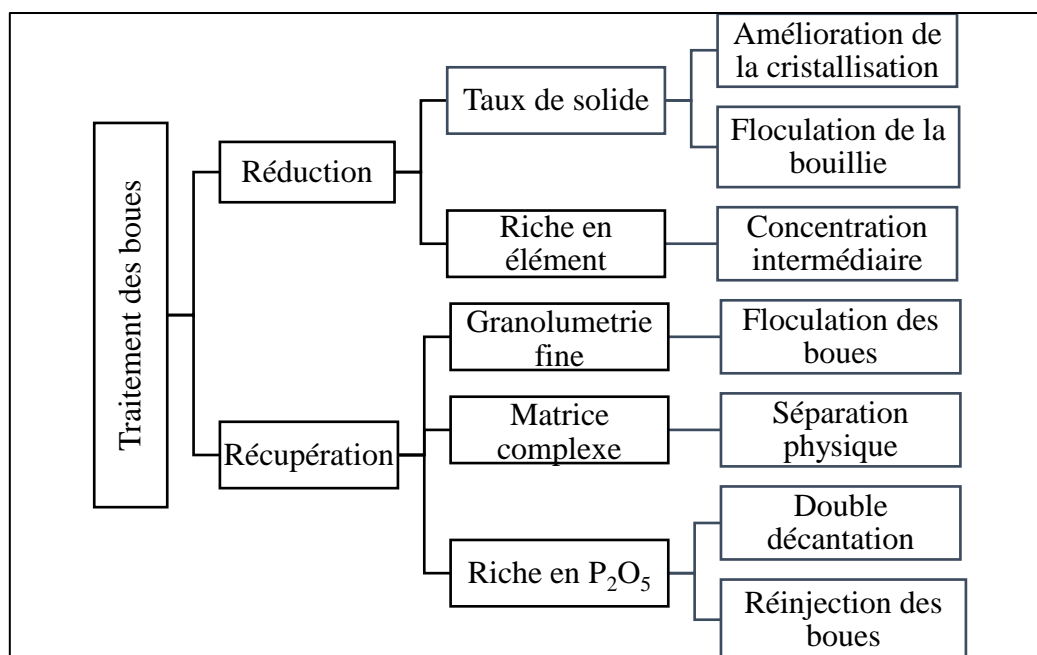 Traitement des boues
Réduction
Taux de solide
Amélioration de
la cristallisation
Floculation de la
bouillie
Riche en
élément
Concentration
intermédiaire
Récupération
Granolumetrie
fine
Floculation des
boues
Matrice
complexe
Séparation
physique
Riche en P₂O₅
Double
décantation
Réinjection des
boues